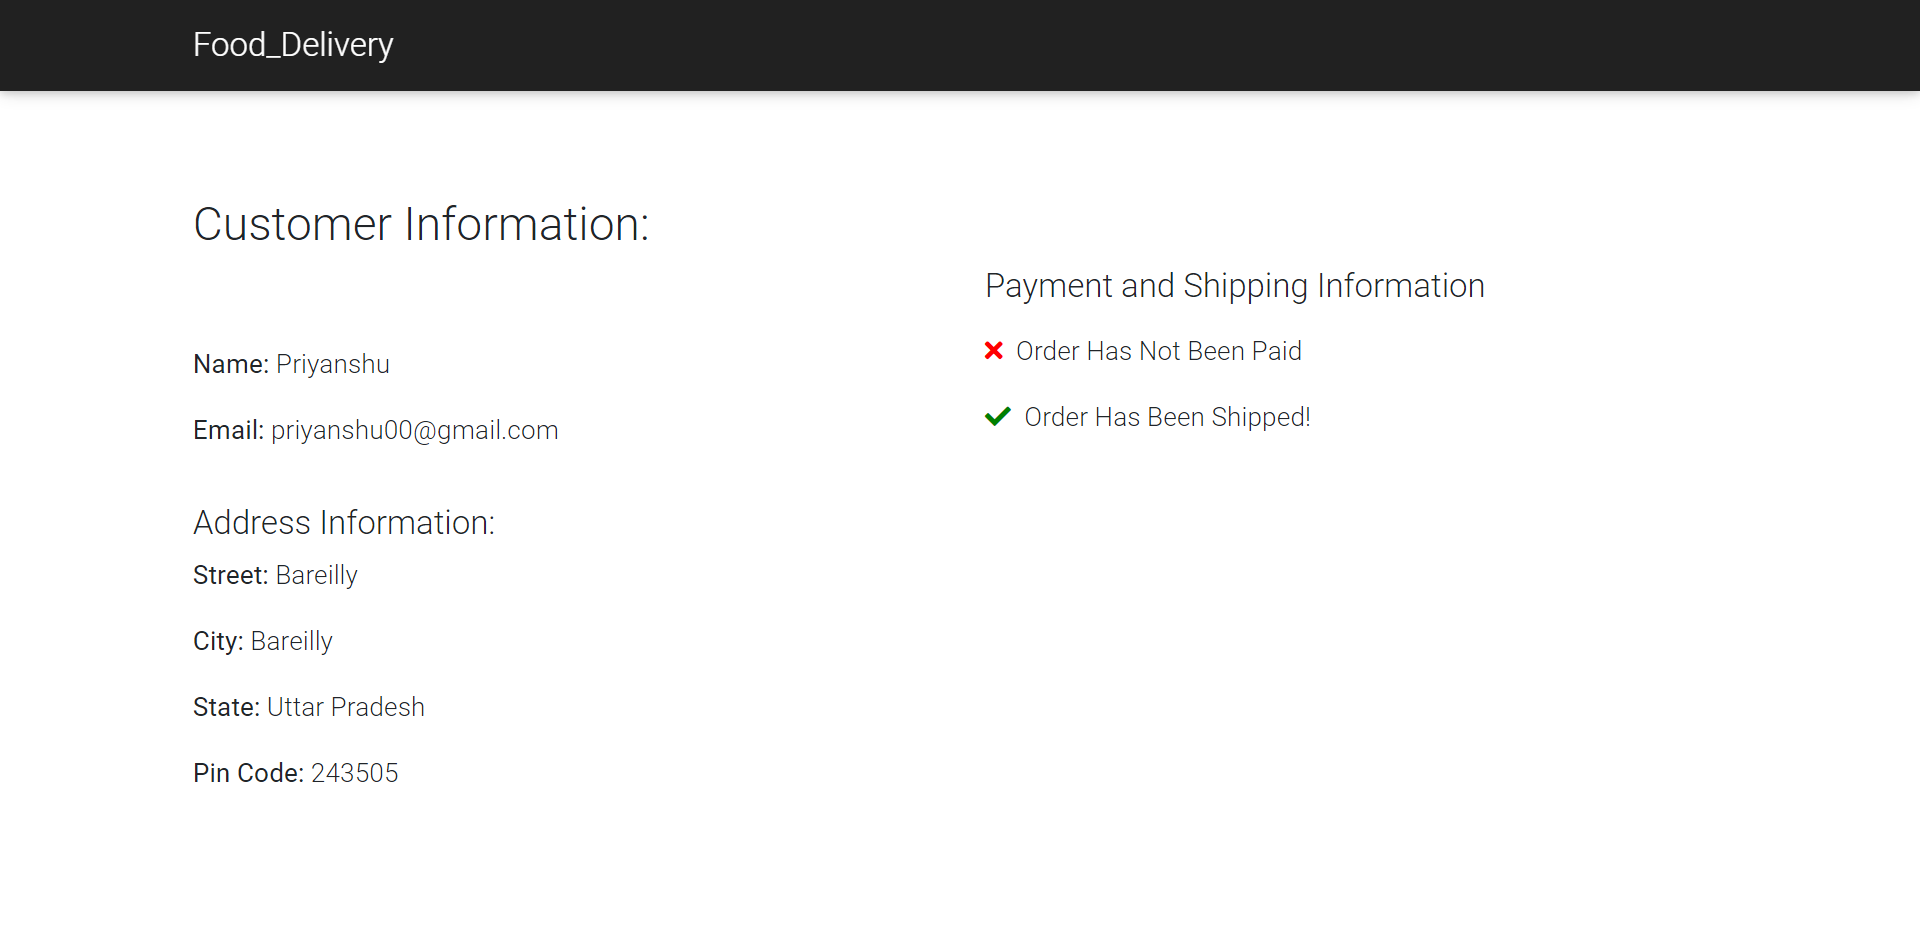 Food_Delivery
Customer Information:
Name: Priyanshu
Email: priyanshu00@gmail.com
Address Information:
Street: Bareilly
City: Bareilly
State: Uttar Pradesh
Pin Code: 243505
Payment and Shipping Information
Order Has Not Been Paid
Order Has Been Shipped!